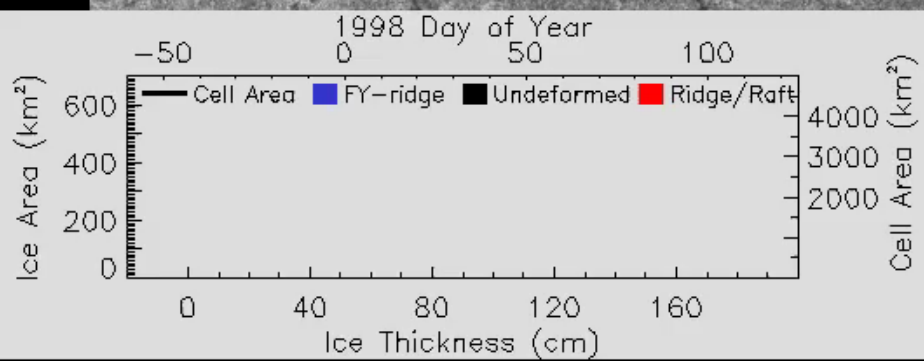 1998 Day of Year
-50 0 50 100
Cell Area FY-ridge Undeformed Ridge/Raft
Ice Area (km²)
600
400
200
0
4000
3000
2000
Cell Area (km²)
0 40 80 120 160
Ice Thickness (cm)